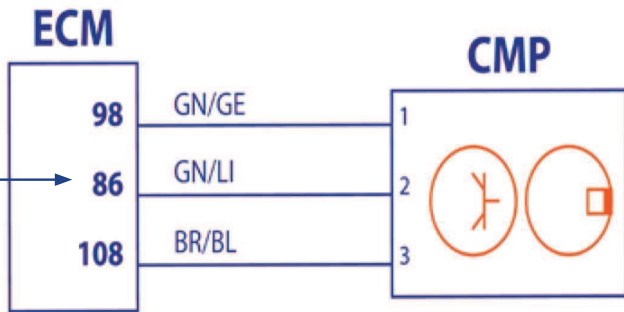 ECM
CMP
98 GN/GE 1
86 GN/LI 2
108 BR/BL 3